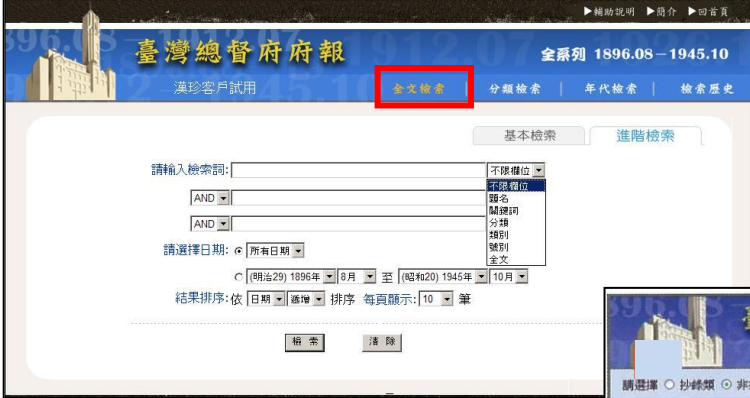 ▶輔助說明 ▶簡介 ▶回首頁
臺灣總督府府報
全系列 1896.08－1945.10
漢珍客戶試用
全文檢索 分類檢索 | 年代檢索 | 檢索歷史
基本檢索 進階檢索
請輸入檢索詞: 不限欄位
不限欄位
AND 題名
關鍵詞
分類
AND 類別
號別
全文
請選擇日期: 所有日期
(明治29) 1896年 8月 至 (昭和20) 1945年 10月
結果排序:依 日期 遞增 排序 每頁顯示: 10 筆
檢 索 清 除
請選擇 抄錄類 非